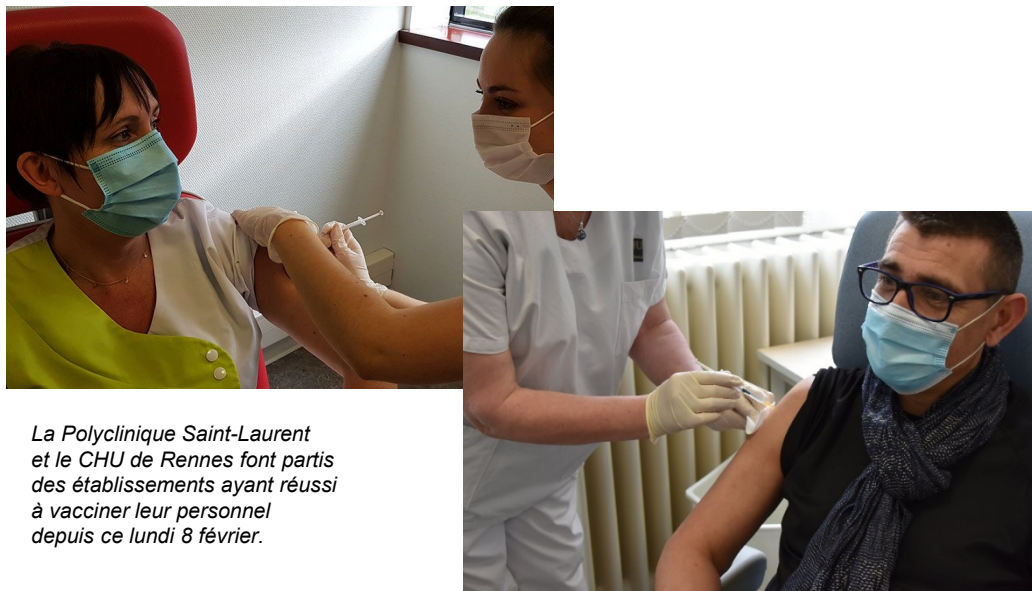 La Polyclinique Saint-Laurent
et le CHU de Rennes font partis
des établissements ayant réussi
à vacciner leur personnel
depuis ce lundi 8 février.